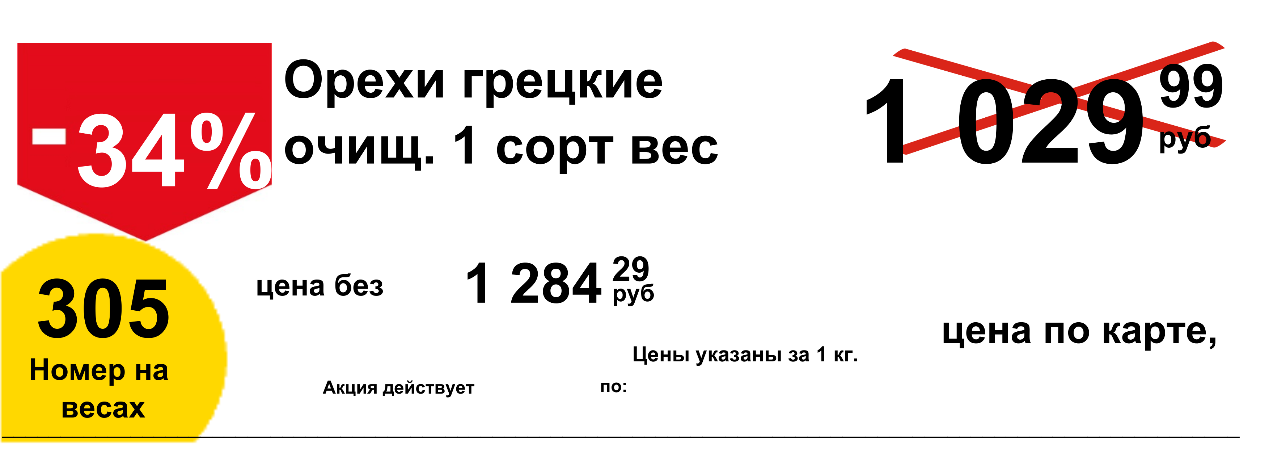 -34%
Орехи грецкие
очищ. 1 сорт вес
1 029 99
руб
305
Номер на
весах
цена без
1 284 29
руб
цена по карте,
Цены указаны за 1 кг.
Акция действует по: